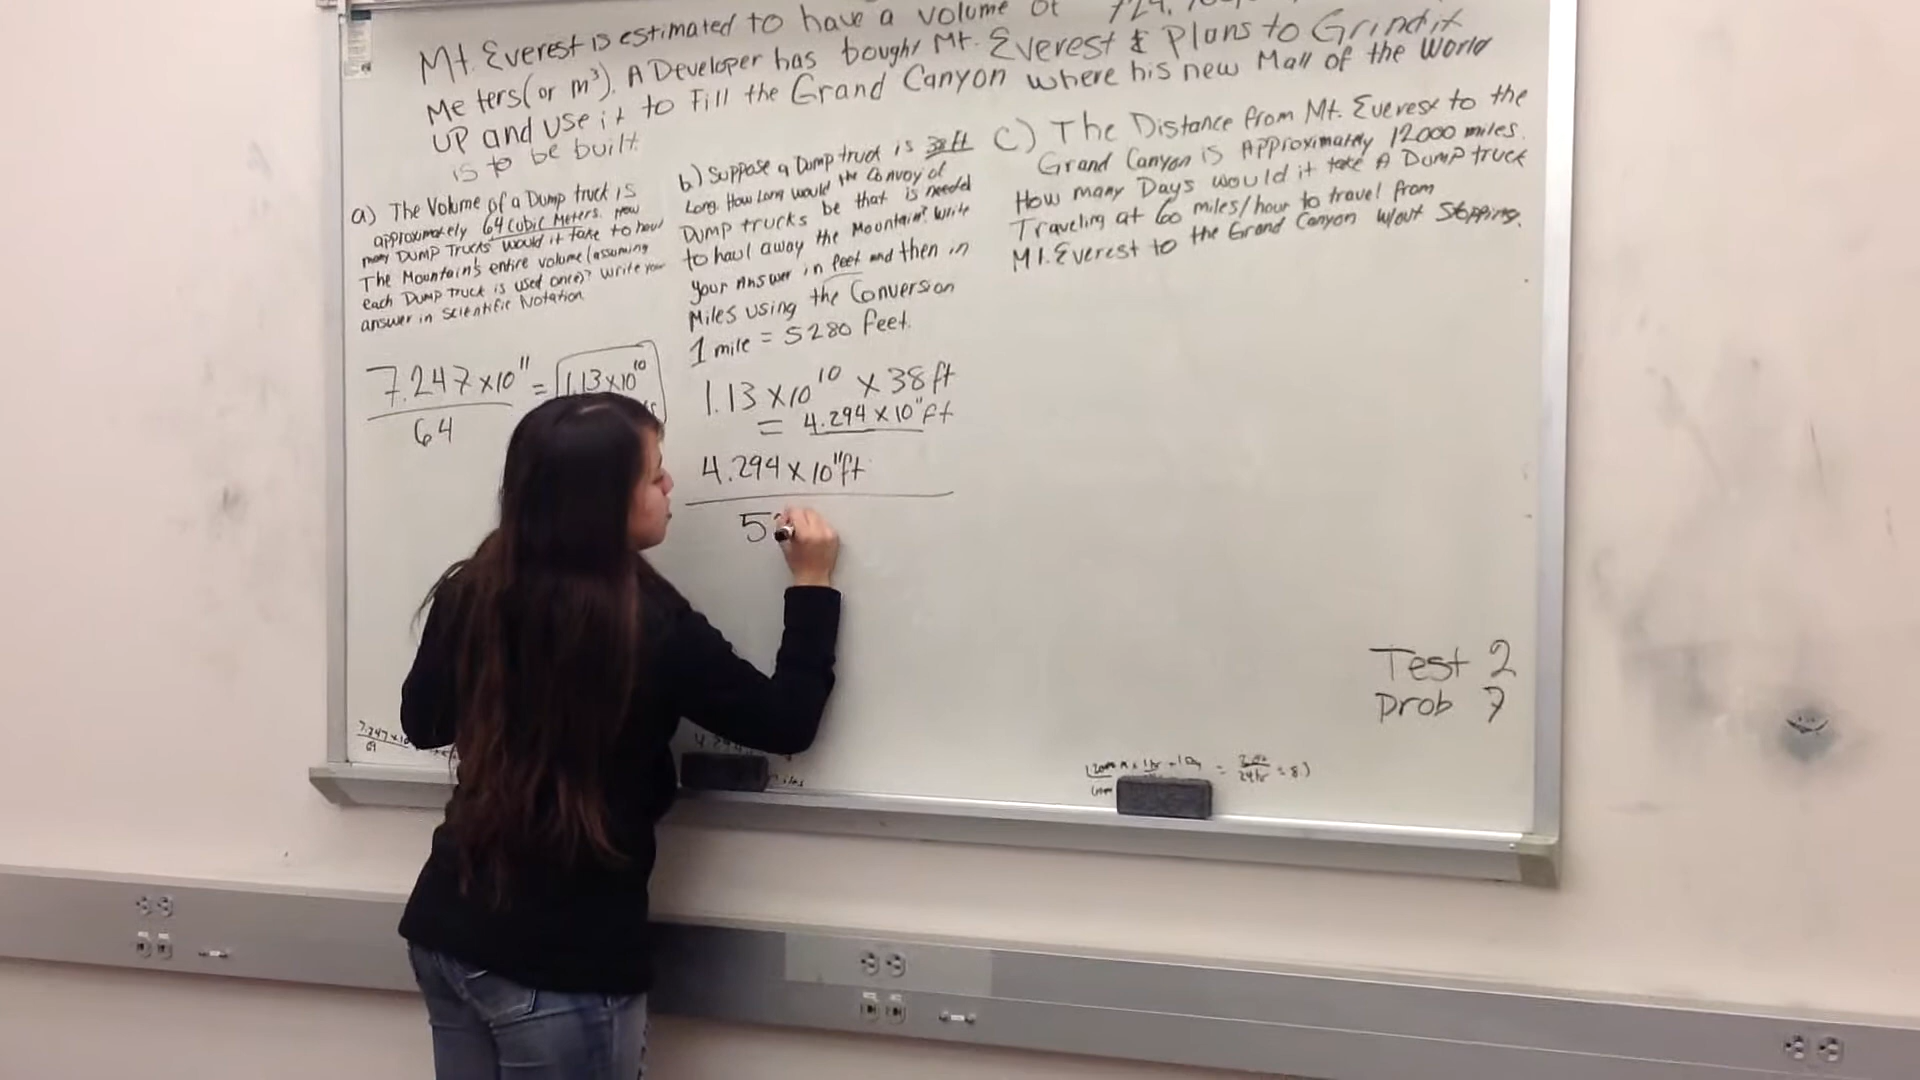 Mt. Everest is estimated to have a volume of
Meters (or m³). A Developer has bought Mt. Everest & Plans to Grind it
UP and use it to Fill the Grand Canyon where his new Mall of the World
is to be built.
a) The Volume of a Dump truck is
approximately 64 cubic Meters. How
many DUMP Trucks would it take to haul
The Mountain's entire volume (assuming
each DUMP Truck is used once)? Write your
answer in Scientific Notation.
7.247 x 10¹¹ = 1.13 x 10¹⁰
64
b.) Suppose a Dump truck is 38 ft
Long. How Long would the Convoy of
DUMP trucks be that is needed
to haul away the Mountain? Write
your Answer in feet and then in
Miles using the Conversion
1 mile = 5280 feet.
1.13 x 10¹⁰ x 38 ft
= 4.294 x 10¹¹ ft
4.294 x 10¹¹ ft
5
C) The Distance from Mt. Everest to the
Grand Canyon is Approximately 12000 miles.
How many Days would it take A DUMP truck
Traveling at 60 miles/hour to travel from
Mt. Everest to the Grand Canyon w/out Stopping.
Test 2
prob 7